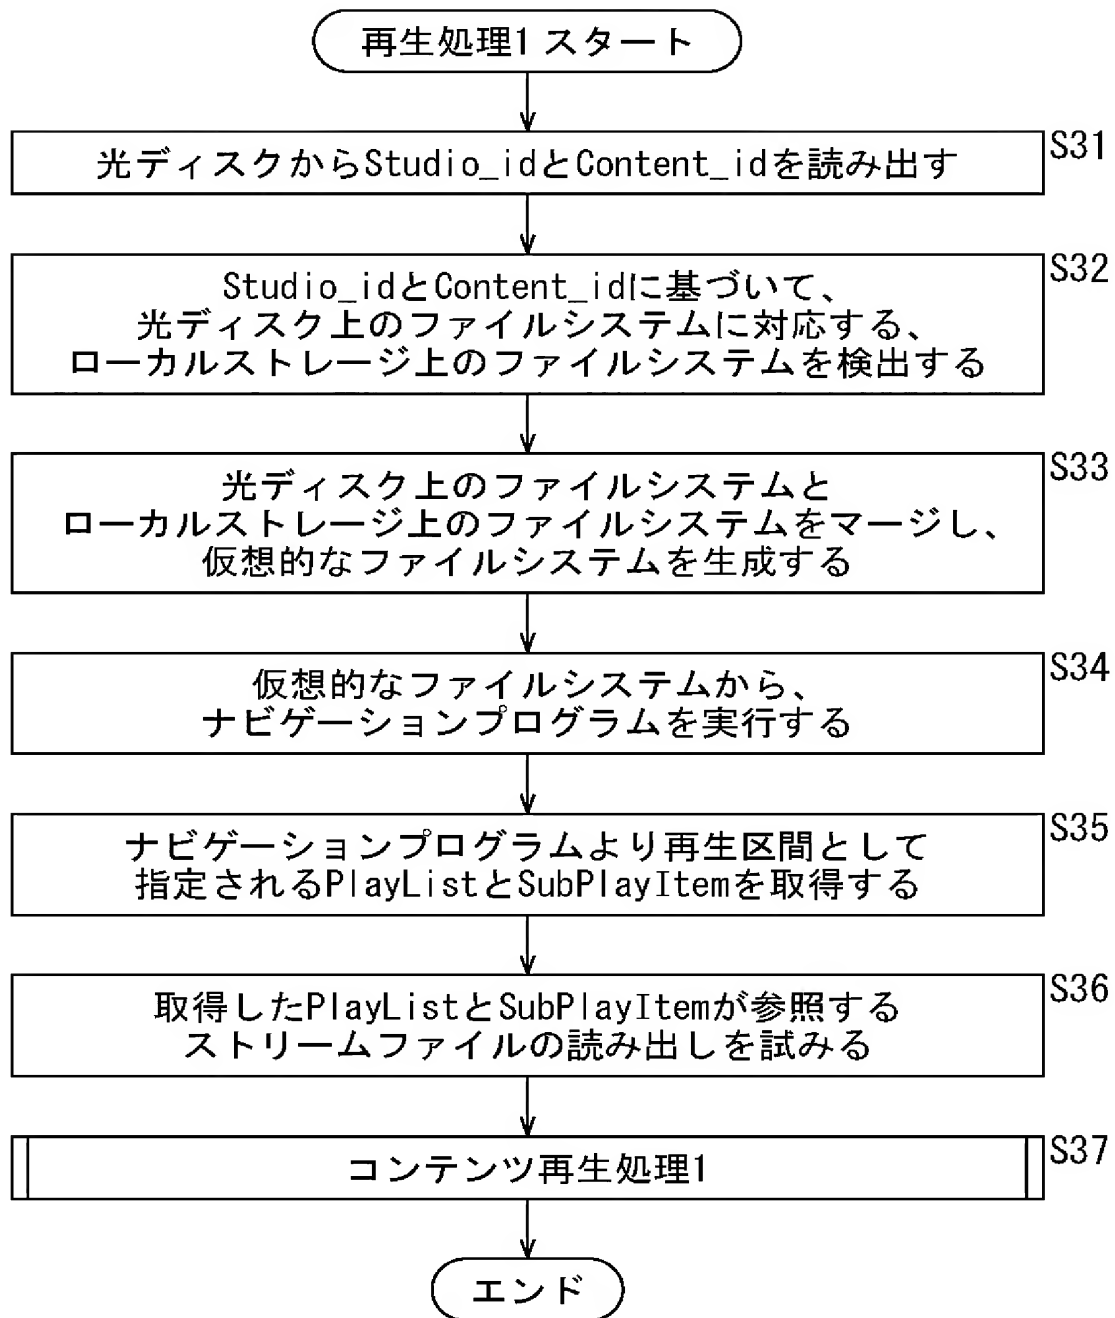 再生処理1 スタート
S31
光ディスクからStudio_idとContent_idを読み出す
S32
Studio_idとContent_idに基づいて、
光ディスク上のファイルシステムに対応する、
ローカルストレージ上のファイルシステムを検出する
S33
光ディスク上のファイルシステムと
ローカルストレージ上のファイルシステムをマージし、
仮想的なファイルシステムを生成する
S34
仮想的なファイルシステムから、
ナビゲーションプログラムを実行する
S35
ナビゲーションプログラムより再生区間として
指定されるPlayListとSubPlayItemを取得する
S36
取得したPlayListとSubPlayItemが参照する
ストリームファイルの読み出しを試みる
S37
コンテンツ再生処理1
エンド